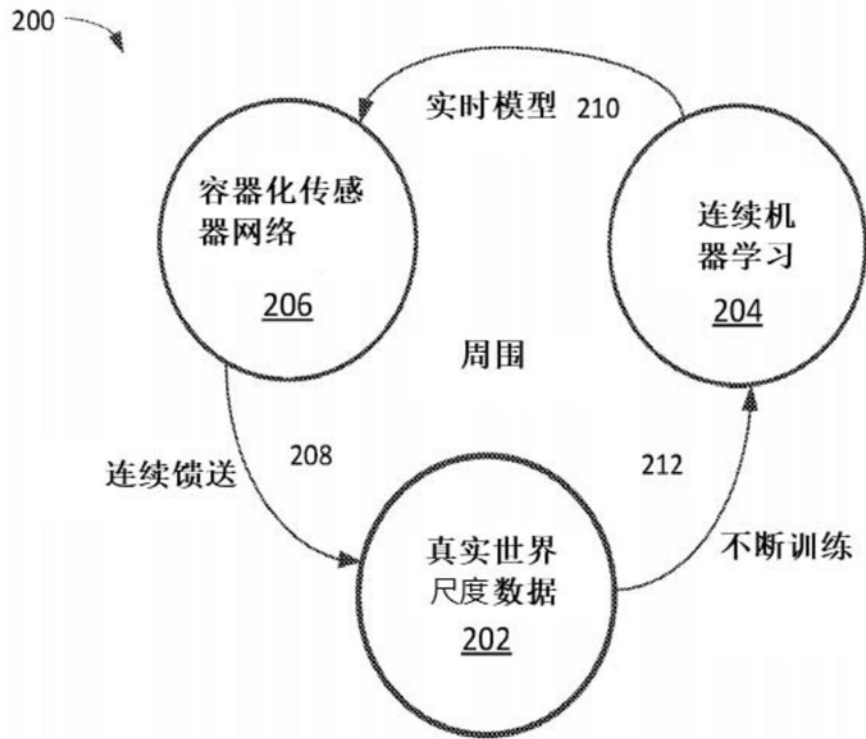 200
实时模型 210
容器化传感
器网络
206
连续机
器学习
204
周围
208
连续馈送
212
不断训练
真实世界
尺度数据
202